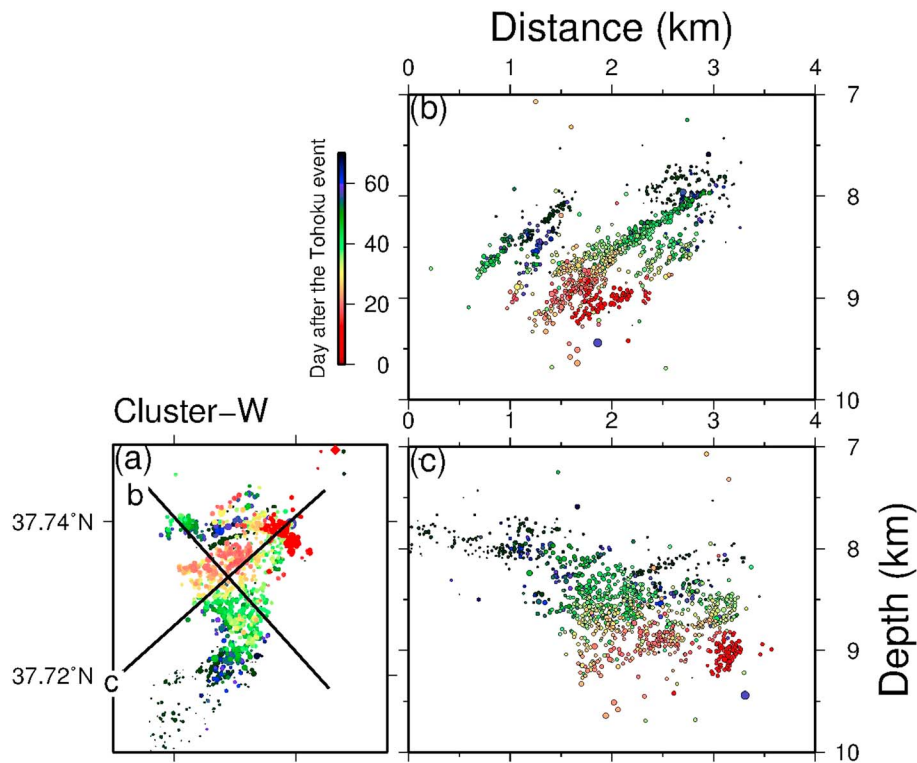 Distance (km)
0 1 2 3 4
(b)
7
8
9
10
Day after the Tohoku event
60
40
20
0
Cluster−W
(a)
b
c
37.74˚N
37.72˚N
0 1 2 3 4
(c)
7
8
9
10
Depth (km)